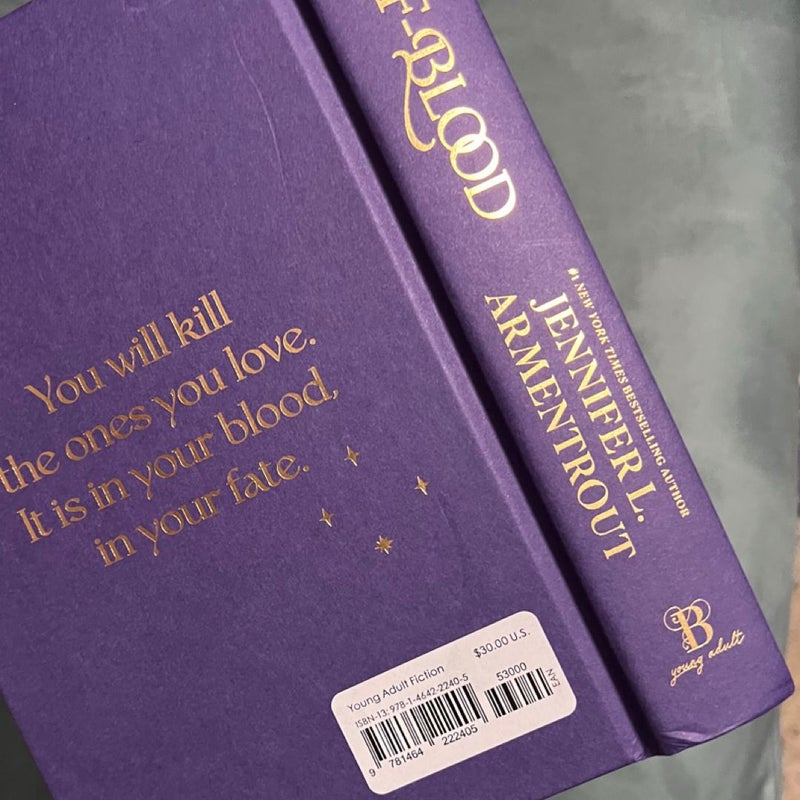 You will kill
the ones you love.
It is in your blood,
in your fate.
F-BLOOD
#1 NEW YORK TIMES BESTSELLING AUTHOR
JENNIFER L.
ARMENTROUT
B
young adult
Young Adult Fiction
$30.00 U.S.
ISBN-13: 978-1-4642-2240-5
53000
EAN
9 781464 222405